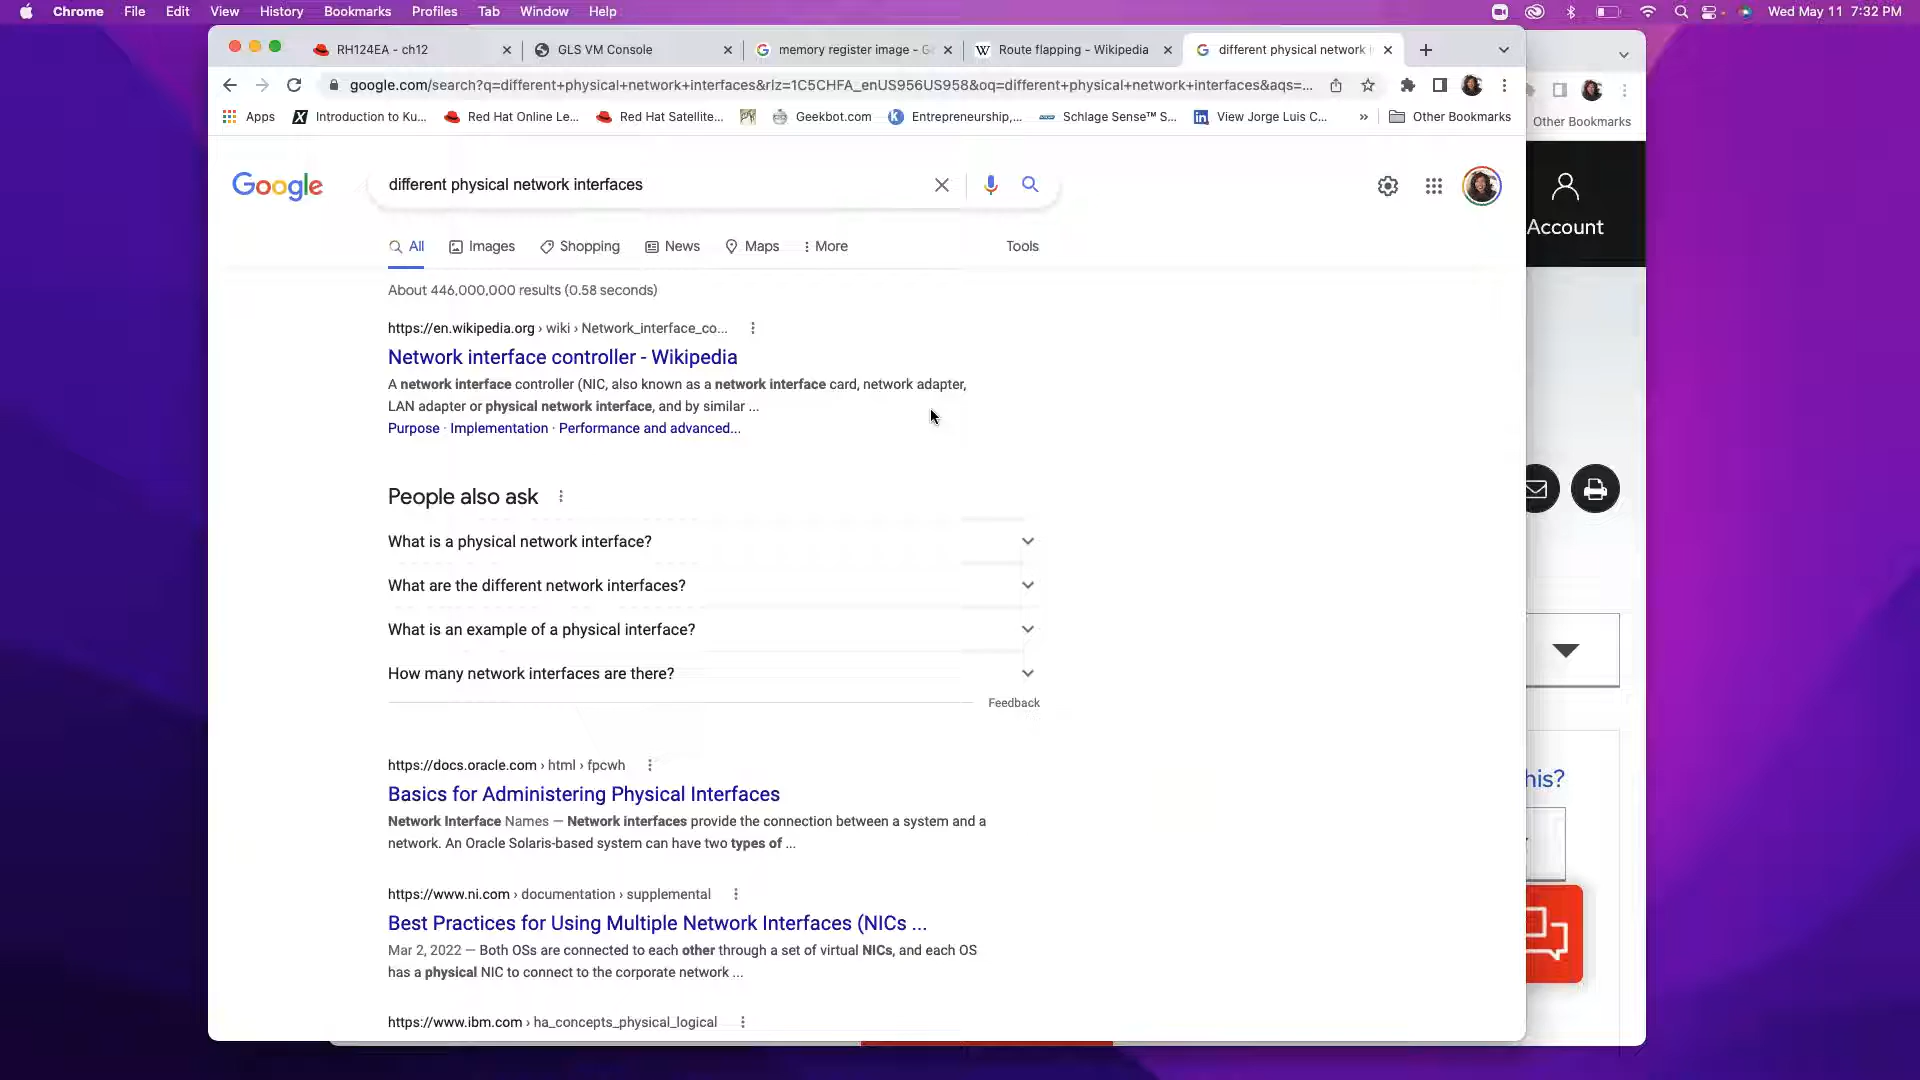 Chrome File Edit View History Bookmarks Profiles Tab Window Help
Wed May 11 7:32 PM
RH124EA - ch12
GLS VM Console
memory register image - G
Route flapping - Wikipedia
different physical network i
google.com/search?q=different+physical+network+interfaces&rlz=1C5CHFA_enUS956US958&oq=different+physical+network+interfaces&aqs=...
Apps
Introduction to Ku...
Red Hat Online Le...
Red Hat Satellite...
Geekbot.com
Entrepreneurship,...
Schlage Sense™ S...
View Jorge Luis C...
»
Other Bookmarks
Other Bookmarks
Google
different physical network interfaces
Account
All
Images
Shopping
News
Maps
More
Tools
About 446,000,000 results (0.58 seconds)
https://en.wikipedia.org › wiki › Network_interface_co...
Network interface controller - Wikipedia
A network interface controller (NIC, also known as a network interface card, network adapter,
LAN adapter or physical network interface, and by similar ...
Purpose · Implementation · Performance and advanced...
People also ask
What is a physical network interface?
What are the different network interfaces?
What is an example of a physical interface?
How many network interfaces are there?
Feedback
https://docs.oracle.com › html › fpcwh
Basics for Administering Physical Interfaces
Network Interface Names — Network interfaces provide the connection between a system and a
network. An Oracle Solaris-based system can have two types of ...
his?
https://www.ni.com › documentation › supplemental
Best Practices for Using Multiple Network Interfaces (NICs ...
Mar 2, 2022 — Both OSs are connected to each other through a set of virtual NICs, and each OS
has a physical NIC to connect to the corporate network ...
https://www.ibm.com › ha_concepts_physical_logical